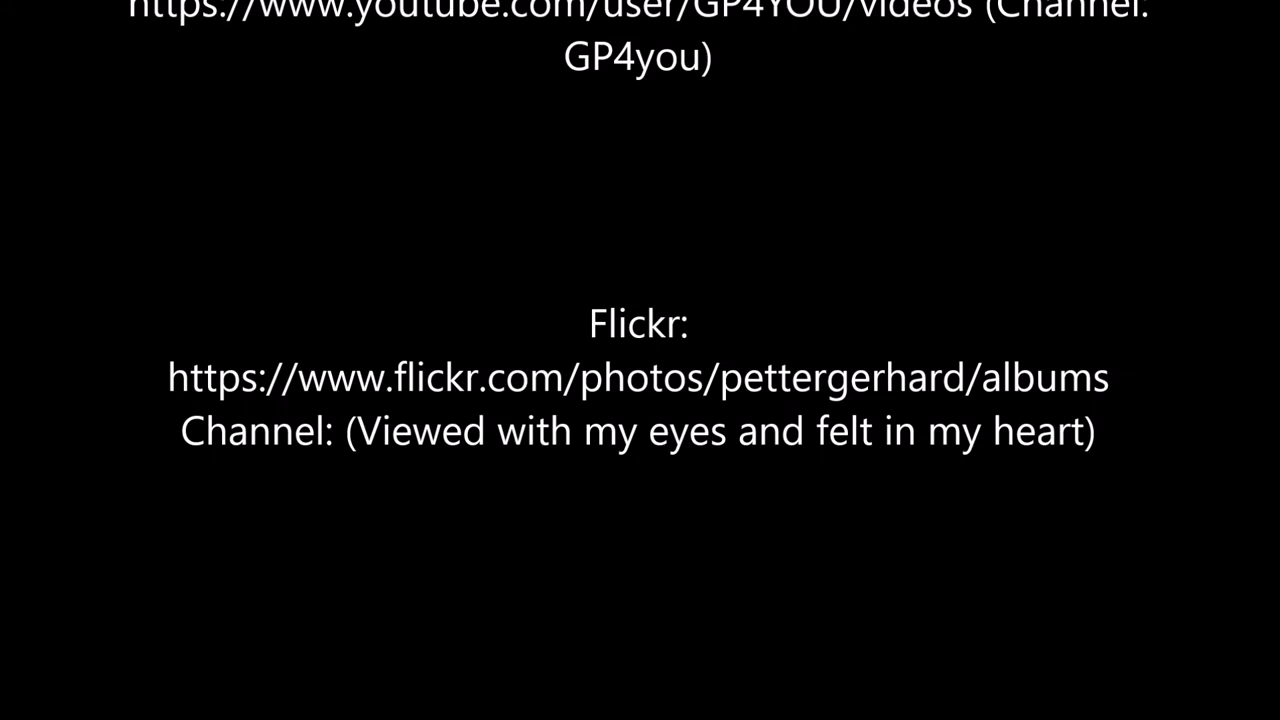 https://www.youtube.com/user/GP4YOU/videos (Channel:
GP4you)
Flickr:
https://www.flickr.com/photos/pettergerhard/albums
Channel: (Viewed with my eyes and felt in my heart)